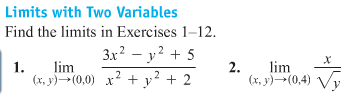 Limits with Two Variables
Find the limits in Exercises 1–12.
1. lim (x, y)→(0,0) (3x² − y² + 5)/(x² + y² + 2) 2. lim (x, y)→(0,4) x/√y